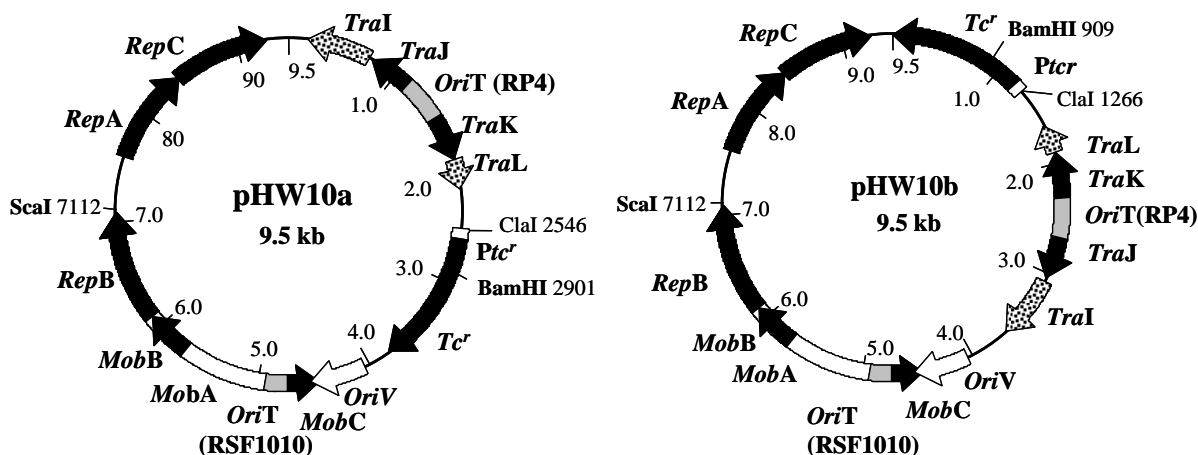 TraI
TraJ
OriT (RP4)
TraK
TraL
ClaI 2546
Ptcr
BamHI 2901
Tcr
OriV
MobC
OriT
(RSF1010)
MobA
MobB
RepB
ScaI 7112
RepA
RepC
9.5
1.0
2.0
3.0
4.0
5.0
6.0
7.0
80
90
pHW10a
9.5 kb
Tcr
BamHI 909
Ptcr
ClaI 1266
TraL
TraK
OriT(RP4)
TraJ
TraI
OriV
MobC
OriT
(RSF1010)
MobA
MobB
RepB
ScaI 7112
RepA
RepC
9.5
1.0
2.0
3.0
4.0
5.0
6.0
7.0
8.0
9.0
pHW10b
9.5 kb